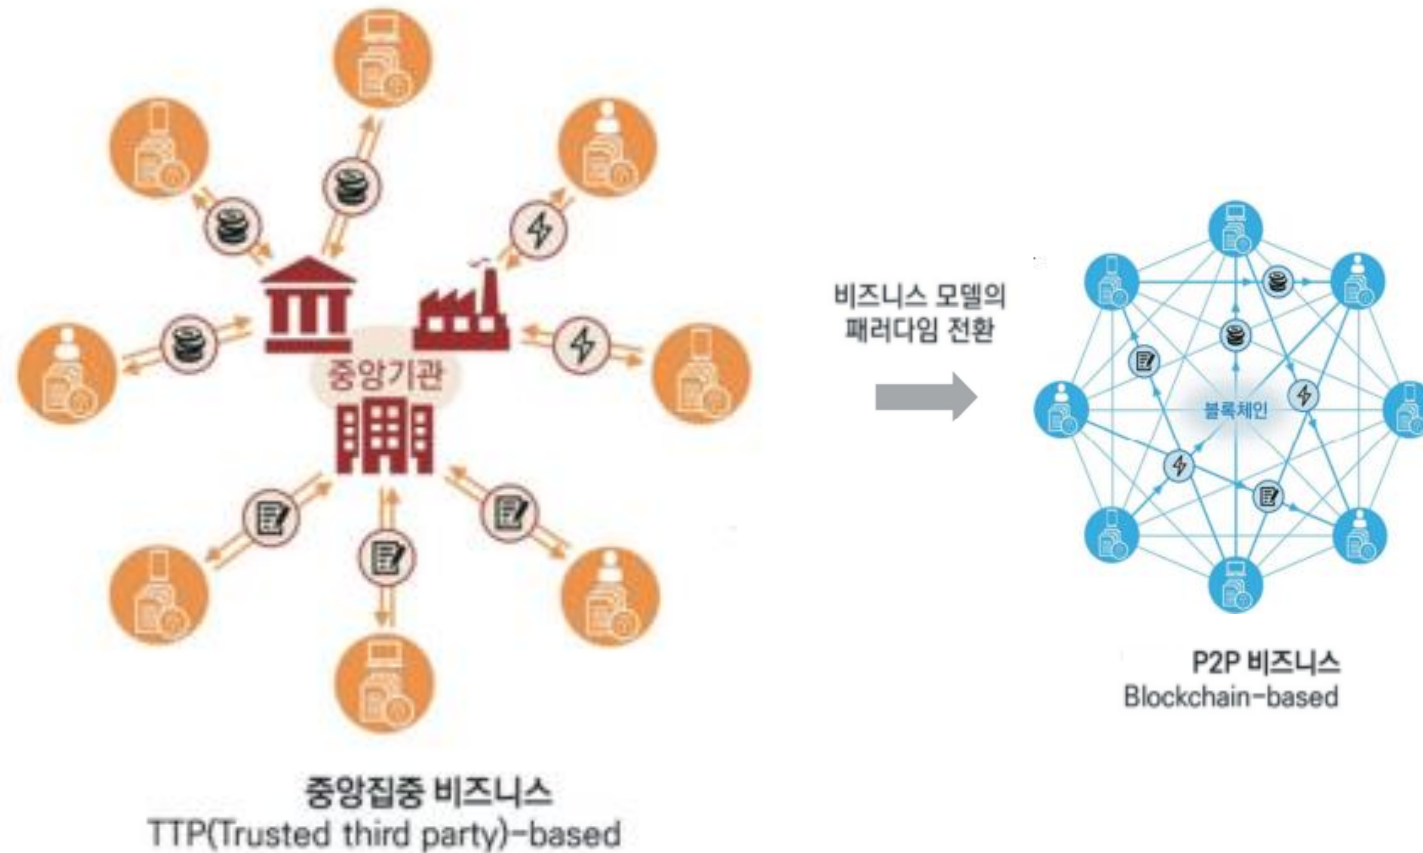 중앙기관
중앙집중 비즈니스
TTP(Trusted third party)-based
비즈니스 모델의
패러다임 전환
블록체인
P2P 비즈니스
Blockchain-based